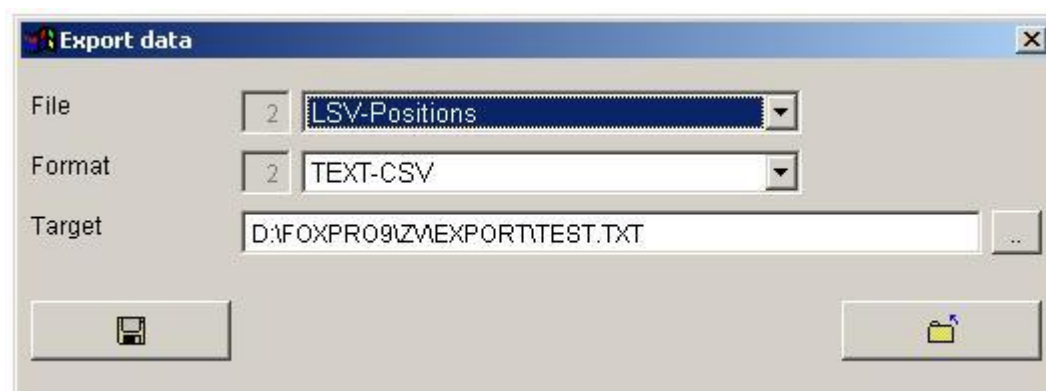 Export data
File 2 LSV-Positions
Format 2 TEXT-CSV
Target D:\FOXPRO9\ZV\EXPORT\TEST.TXT ..